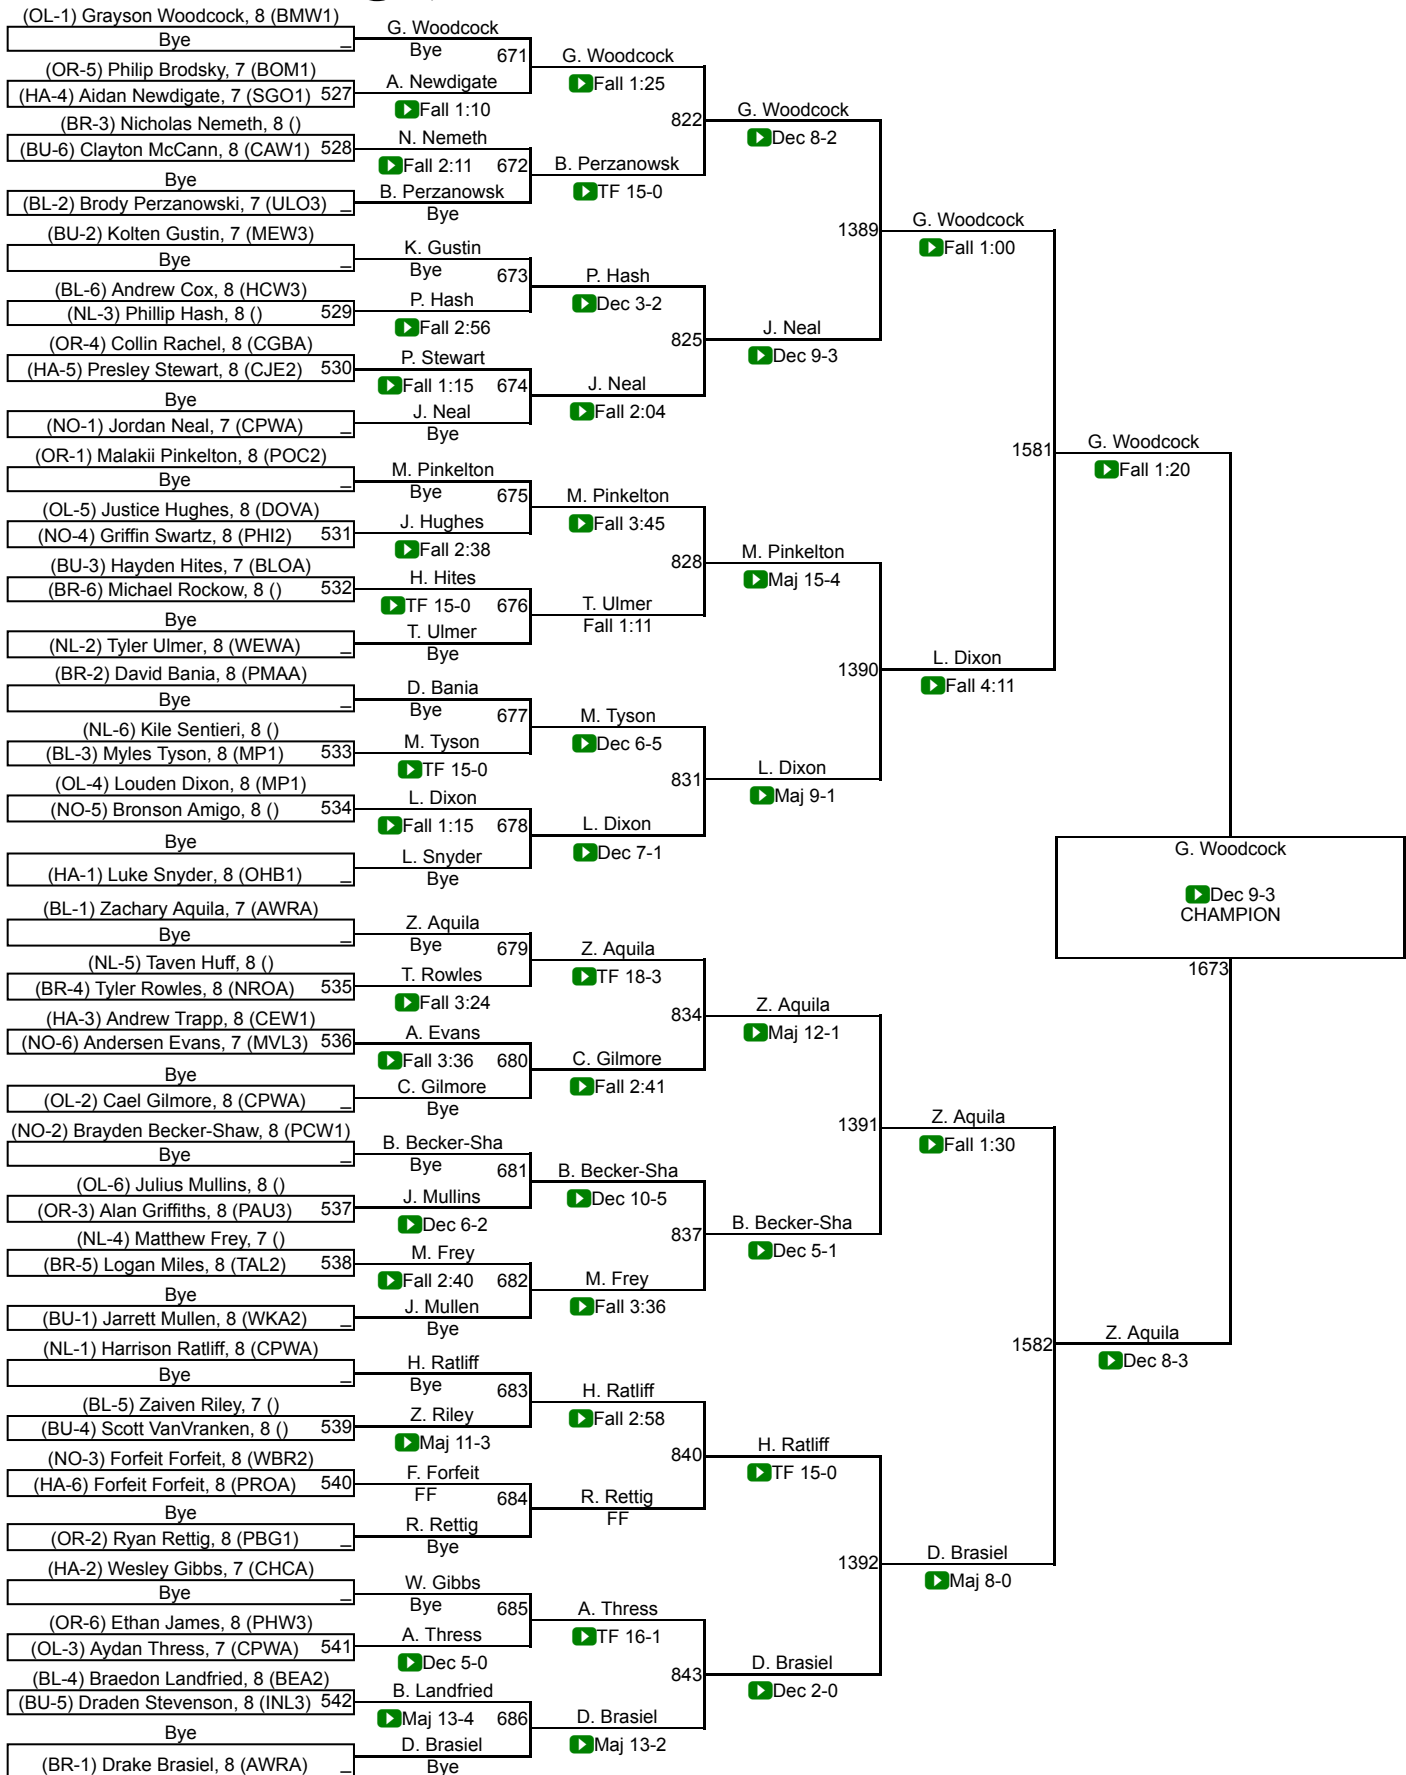 (OL-1) Grayson Woodcock, 8 (BMW1)
Bye _
(OR-5) Philip Brodsky, 7 (BOM1)
(HA-4) Aidan Newdigate, 7 (SGO1) 527
(BR-3) Nicholas Nemeth, 8 ()
(BU-6) Clayton McCann, 8 (CAW1) 528
Bye
(BL-2) Brody Perzanowski, 7 (ULO3) _
(BU-2) Kolten Gustin, 7 (MEW3)
Bye _
(BL-6) Andrew Cox, 8 (HCW3)
(NL-3) Phillip Hash, 8 () 529
(OR-4) Collin Rachel, 8 (CGBA)
(HA-5) Presley Stewart, 8 (CJE2) 530
Bye
(NO-1) Jordan Neal, 7 (CPWA) _
(OR-1) Malakii Pinkelton, 8 (POC2)
Bye _
(OL-5) Justice Hughes, 8 (DOVA)
(NO-4) Griffin Swartz, 8 (PHI2) 531
(BU-3) Hayden Hites, 7 (BLOA)
(BR-6) Michael Rockow, 8 () 532
Bye
(NL-2) Tyler Ulmer, 8 (WEWA) _
(BR-2) David Bania, 8 (PMAA)
Bye _
(NL-6) Kile Sentieri, 8 ()
(BL-3) Myles Tyson, 8 (MP1) 533
(OL-4) Louden Dixon, 8 (MP1)
(NO-5) Bronson Amigo, 8 () 534
Bye
(HA-1) Luke Snyder, 8 (OHB1) _
(BL-1) Zachary Aquila, 7 (AWRA)
Bye _
(NL-5) Taven Huff, 8 ()
(BR-4) Tyler Rowles, 8 (NROA) 535
(HA-3) Andrew Trapp, 8 (CEW1)
(NO-6) Andersen Evans, 7 (MVL3) 536
Bye
(OL-2) Cael Gilmore, 8 (CPWA) _
(NO-2) Brayden Becker-Shaw, 8 (PCW1)
Bye _
(OL-6) Julius Mullins, 8 ()
(OR-3) Alan Griffiths, 8 (PAU3) 537
(NL-4) Matthew Frey, 7 ()
(BR-5) Logan Miles, 8 (TAL2) 538
Bye
(BU-1) Jarrett Mullen, 8 (WKA2) _
(NL-1) Harrison Ratliff, 8 (CPWA)
Bye _
(BL-5) Zaiven Riley, 7 ()
(BU-4) Scott VanVranken, 8 () 539
(NO-3) Forfeit Forfeit, 8 (WBR2)
(HA-6) Forfeit Forfeit, 8 (PROA) 540
Bye
(OR-2) Ryan Rettig, 8 (PBG1) _
(HA-2) Wesley Gibbs, 7 (CHCA)
Bye _
(OR-6) Ethan James, 8 (PHW3)
(OL-3) Aydan Thress, 7 (CPWA) 541
(BL-4) Braedon Landfried, 8 (BEA2)
(BU-5) Draden Stevenson, 8 (INL3) 542
Bye
(BR-1) Drake Brasiel, 8 (AWRA) _
G. Woodcock
Bye 671
A. Newdigate
Fall 1:10
N. Nemeth
Fall 2:11 672
B. Perzanowsk
Bye
K. Gustin
Bye 673
P. Hash
Fall 2:56
P. Stewart
Fall 1:15 674
J. Neal
Bye
M. Pinkelton
Bye 675
J. Hughes
Fall 2:38
H. Hites
TF 15-0 676
T. Ulmer
Bye
D. Bania
Bye 677
M. Tyson
TF 15-0
L. Dixon
Fall 1:15 678
L. Snyder
Bye
Z. Aquila
Bye 679
T. Rowles
Fall 3:24
A. Evans
Fall 3:36 680
C. Gilmore
Bye
B. Becker-Sha
Bye 681
J. Mullins
Dec 6-2
M. Frey
Fall 2:40 682
J. Mullen
Bye
H. Ratliff
Bye 683
Z. Riley
Maj 11-3
F. Forfeit
FF 684
R. Rettig
Bye
W. Gibbs
Bye 685
A. Thress
Dec 5-0
B. Landfried
Maj 13-4 686
D. Brasiel
Bye
G. Woodcock
Fall 1:25
822
B. Perzanowsk
TF 15-0
P. Hash
Dec 3-2
825
J. Neal
Fall 2:04
M. Pinkelton
Fall 3:45
828
T. Ulmer
Fall 1:11
M. Tyson
Dec 6-5
831
L. Dixon
Dec 7-1
Z. Aquila
TF 18-3
834
C. Gilmore
Fall 2:41
B. Becker-Sha
Dec 10-5
837
M. Frey
Fall 3:36
H. Ratliff
Fall 2:58
840
R. Rettig
FF
A. Thress
TF 16-1
843
D. Brasiel
Maj 13-2
G. Woodcock
Dec 8-2
1389
J. Neal
Dec 9-3
M. Pinkelton
Maj 15-4
1390
L. Dixon
Maj 9-1
Z. Aquila
Maj 12-1
1391
B. Becker-Sha
Dec 5-1
H. Ratliff
TF 15-0
1392
D. Brasiel
Dec 2-0
G. Woodcock
Fall 1:00
1581
L. Dixon
Fall 4:11
Z. Aquila
Fall 1:30
1582
D. Brasiel
Maj 8-0
G. Woodcock
Fall 1:20
Z. Aquila
Dec 8-3
G. Woodcock
Dec 9-3
CHAMPION
1673